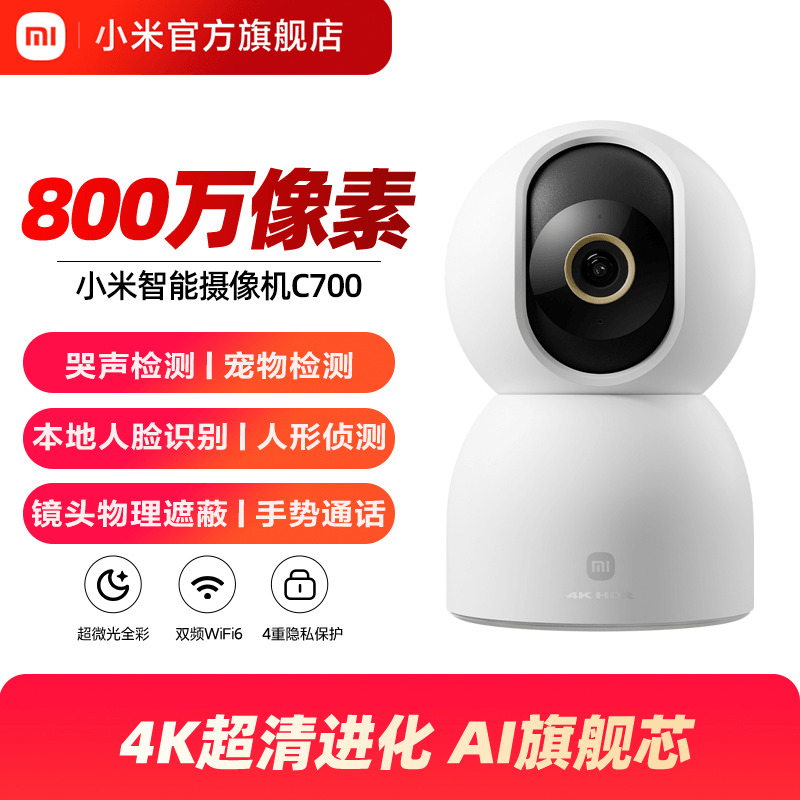 小米官方旗舰店
800万像素
小米智能摄像机C700
哭声检测 | 宠物检测
本地人脸识别 | 人形侦测
镜头物理遮蔽 | 手势通话
超微光全彩 双频WiFi6 4重隐私保护
4K HDR
4K超清进化 AI旗舰芯